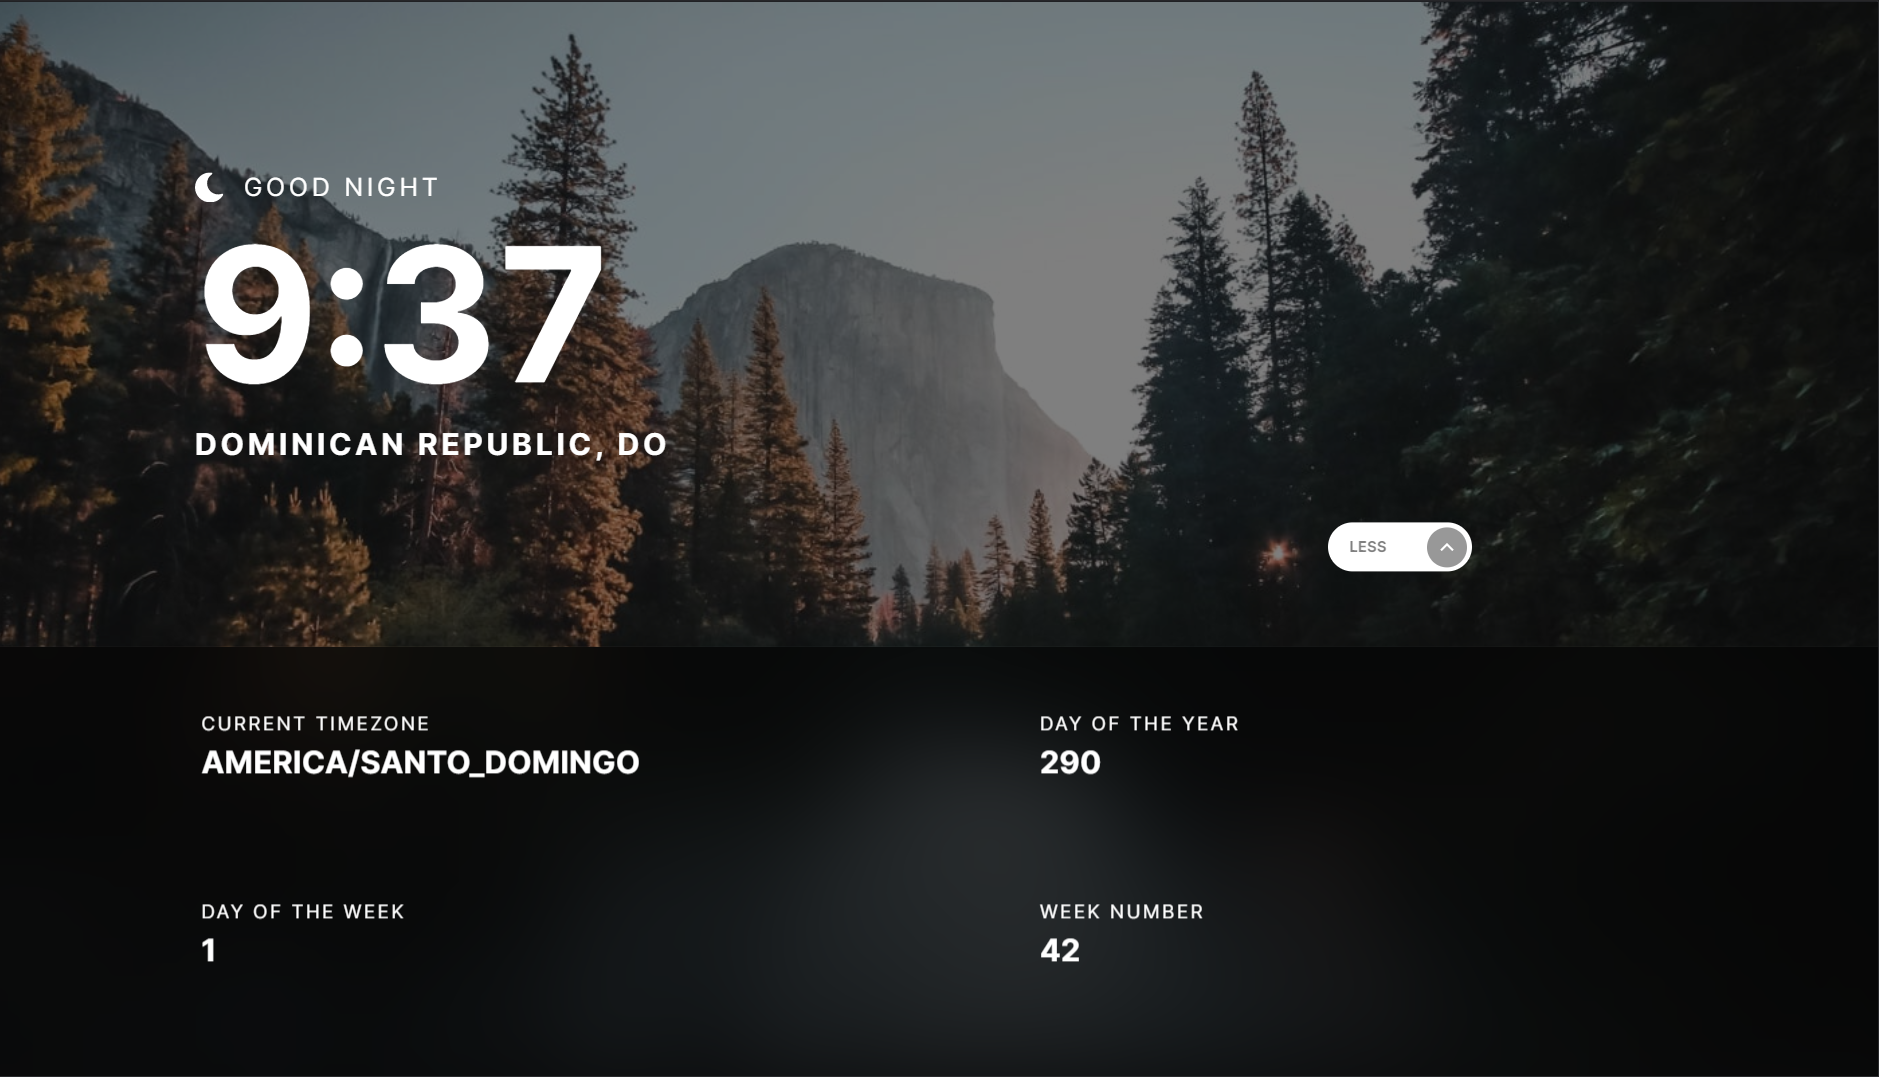 GOOD NIGHT
9:37
DOMINICAN REPUBLIC, DO
LESS
CURRENT TIMEZONE
AMERICA/SANTO_DOMINGO
DAY OF THE YEAR
290
DAY OF THE WEEK
1
WEEK NUMBER
42